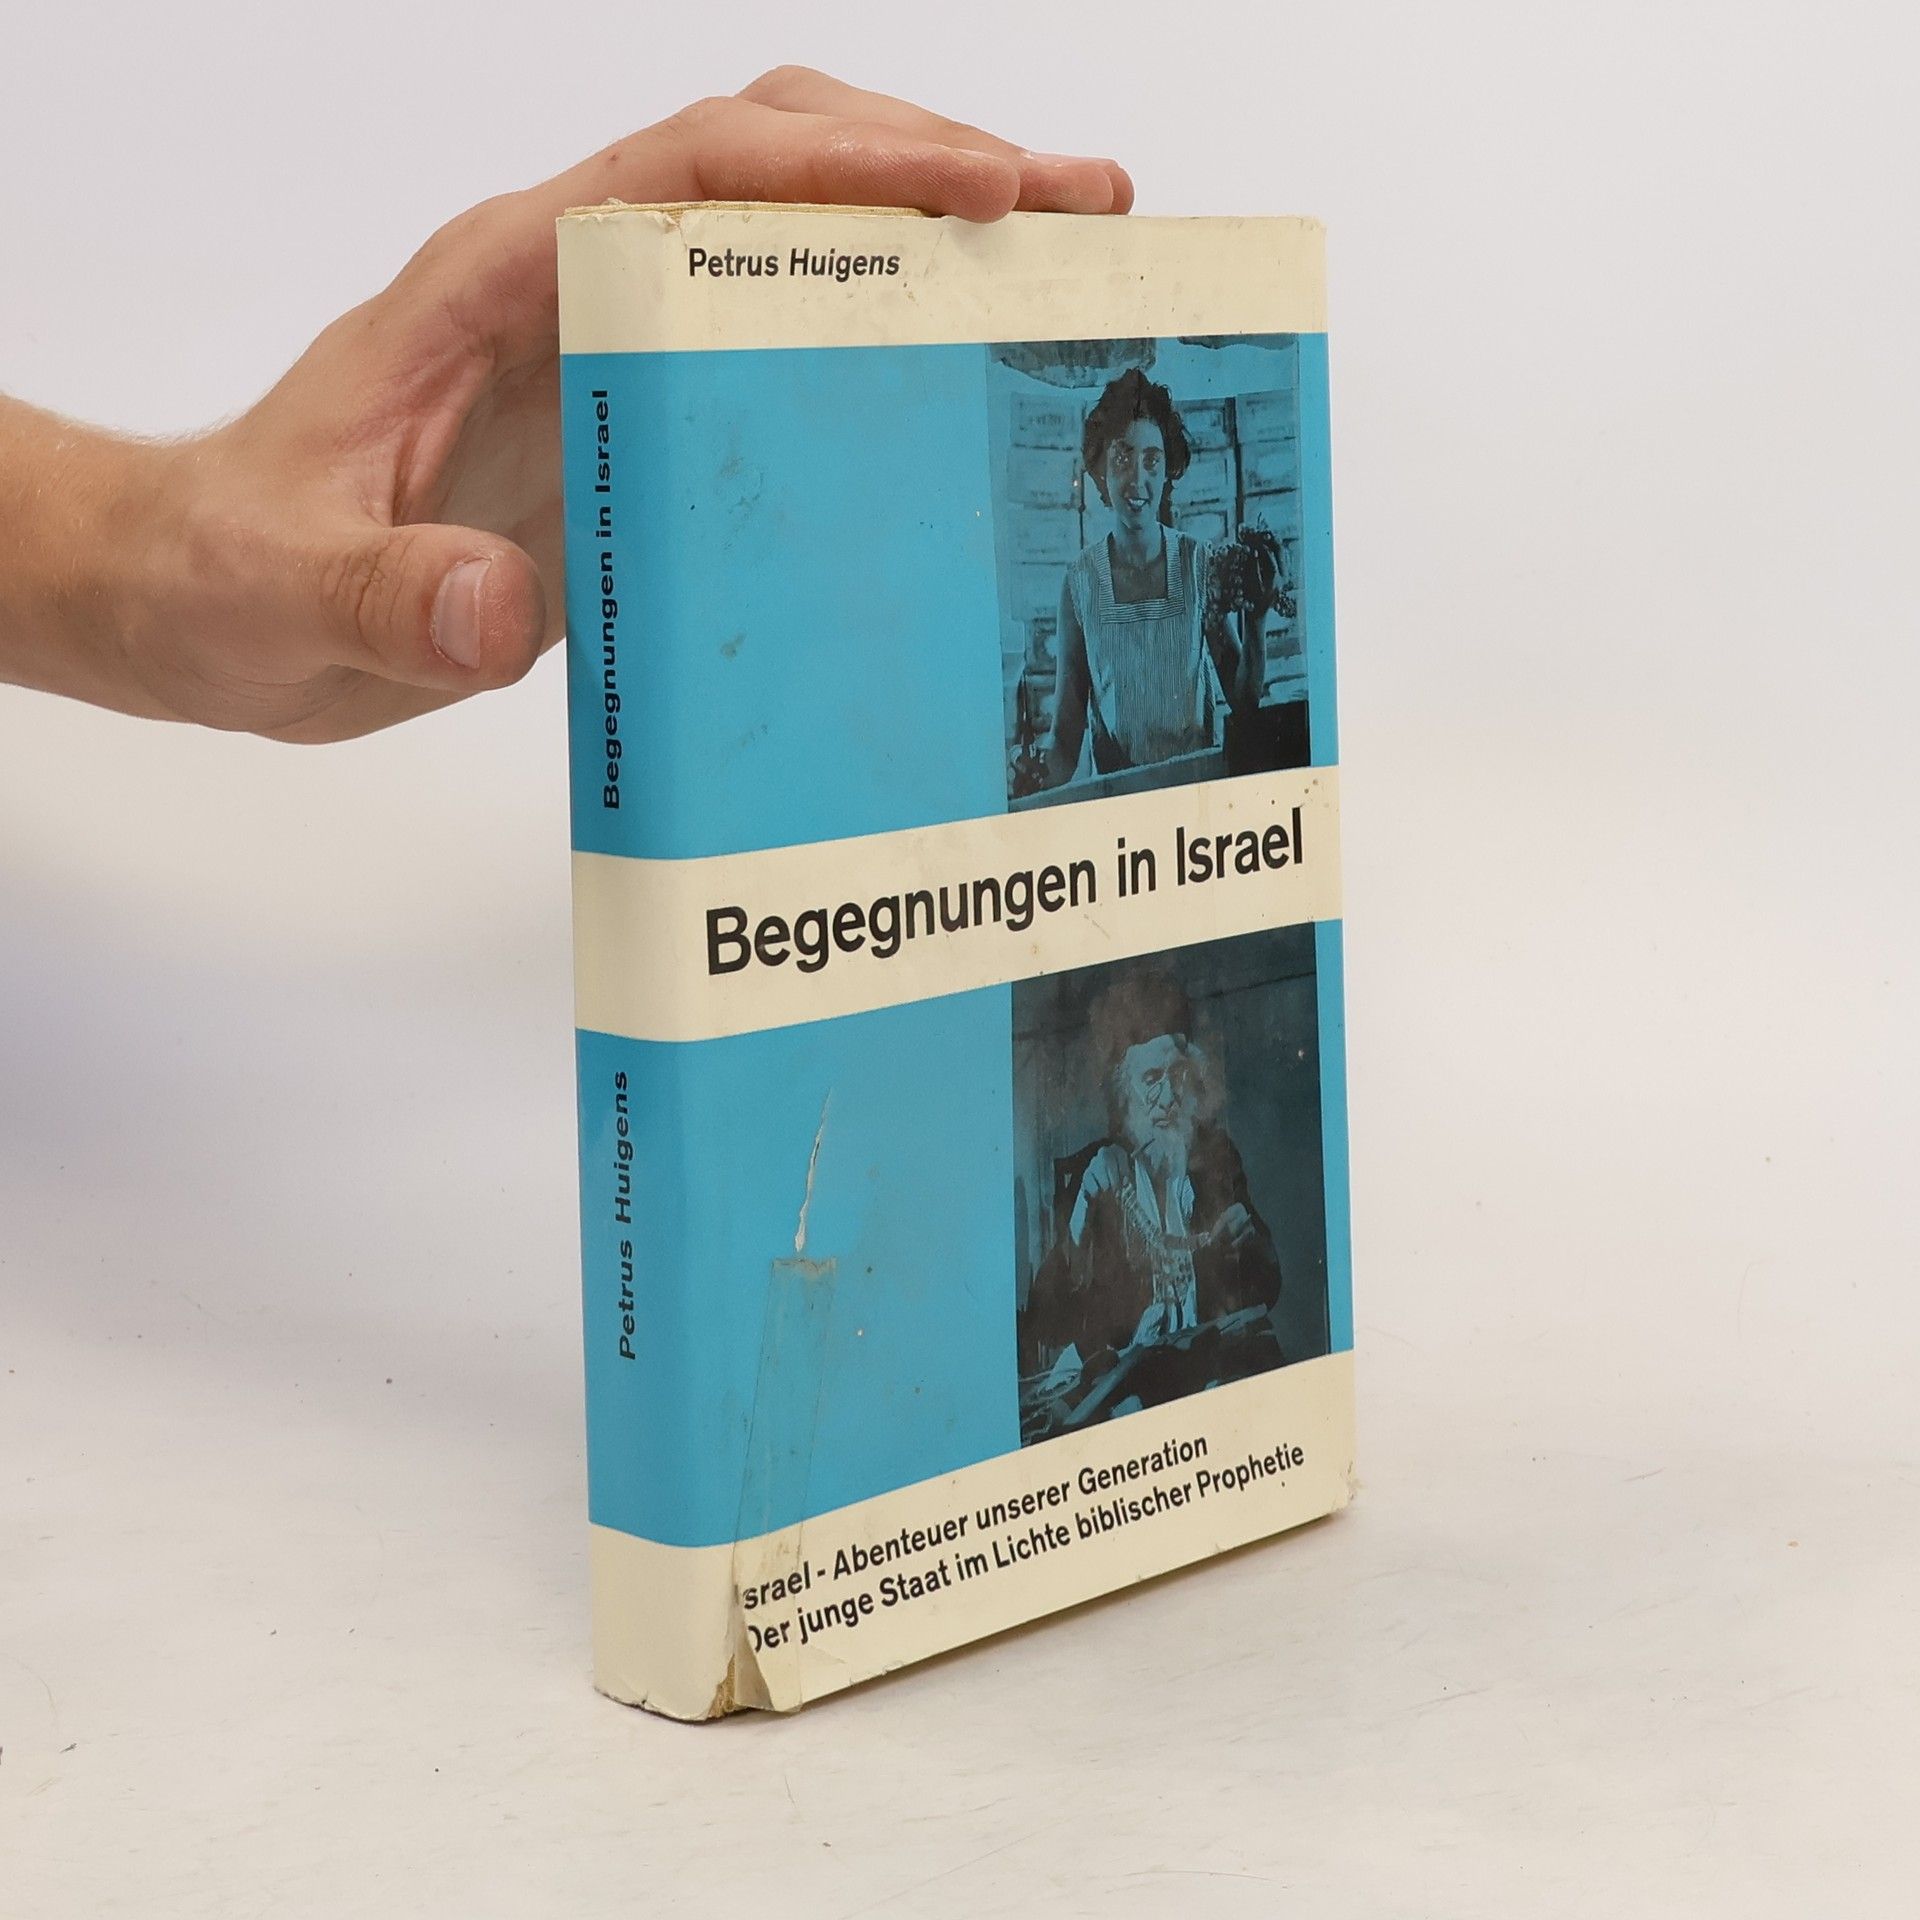 Petrus Huigens
Begegnungen in Israel
Israel - Abenteuer unserer Generation
Der junge Staat im Lichte biblischer Prophetie
Begegnungen in Israel
Petrus Huigens